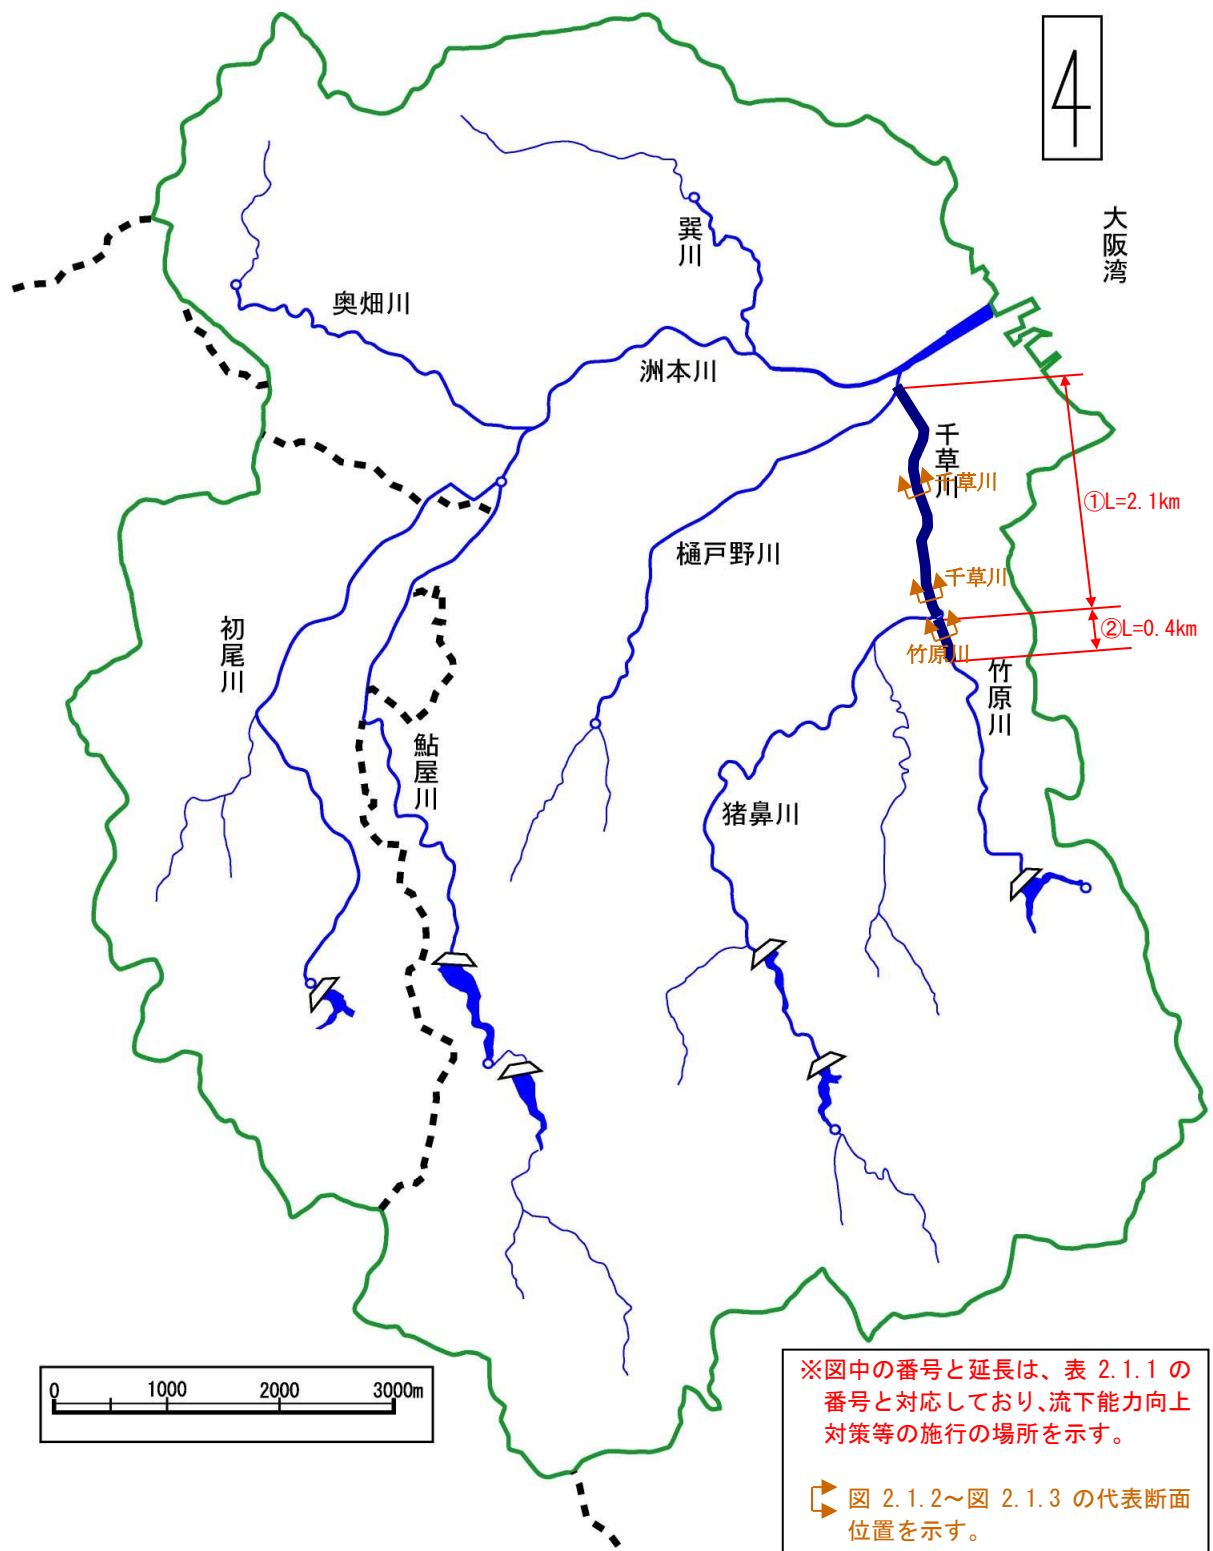 大阪湾
巽川
奥畑川
洲本川
千草川
千草川
①L=2.1km
樋戸野川
千草川
②L=0.4km
初尾川
竹原川
竹原川
鮎屋川
猪鼻川
0 1000 2000 3000m
※図中の番号と延長は、表 2.1.1 の
番号と対応しており、流下能力向上
対策等の施行の場所を示す。
図 2.1.2～図 2.1.3 の代表断面
位置を示す。